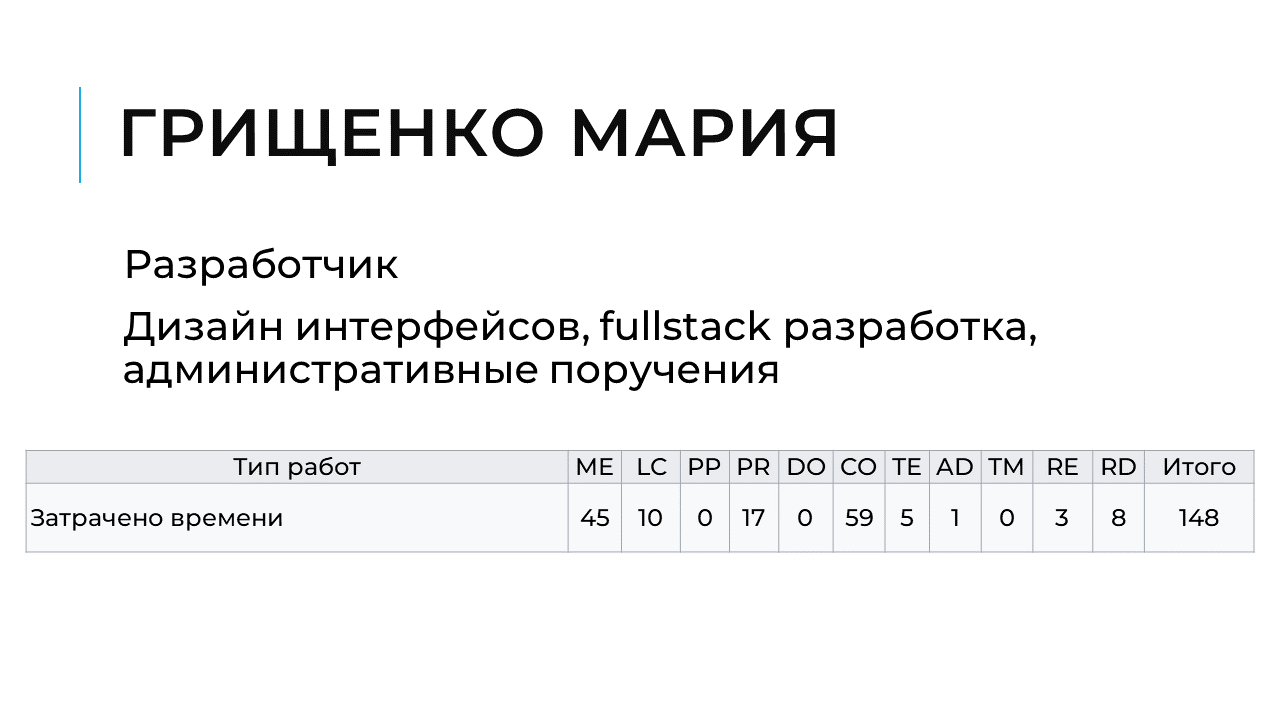 ГРИЩЕНКО МАРИЯ
Разработчик
Дизайн интерфейсов, fullstack разработка,
административные поручения
Тип работ ME LC PP PR DO CO TE AD TM RE RD Итого
Затрачено времени 45 10 0 17 0 59 5 1 0 3 8 148